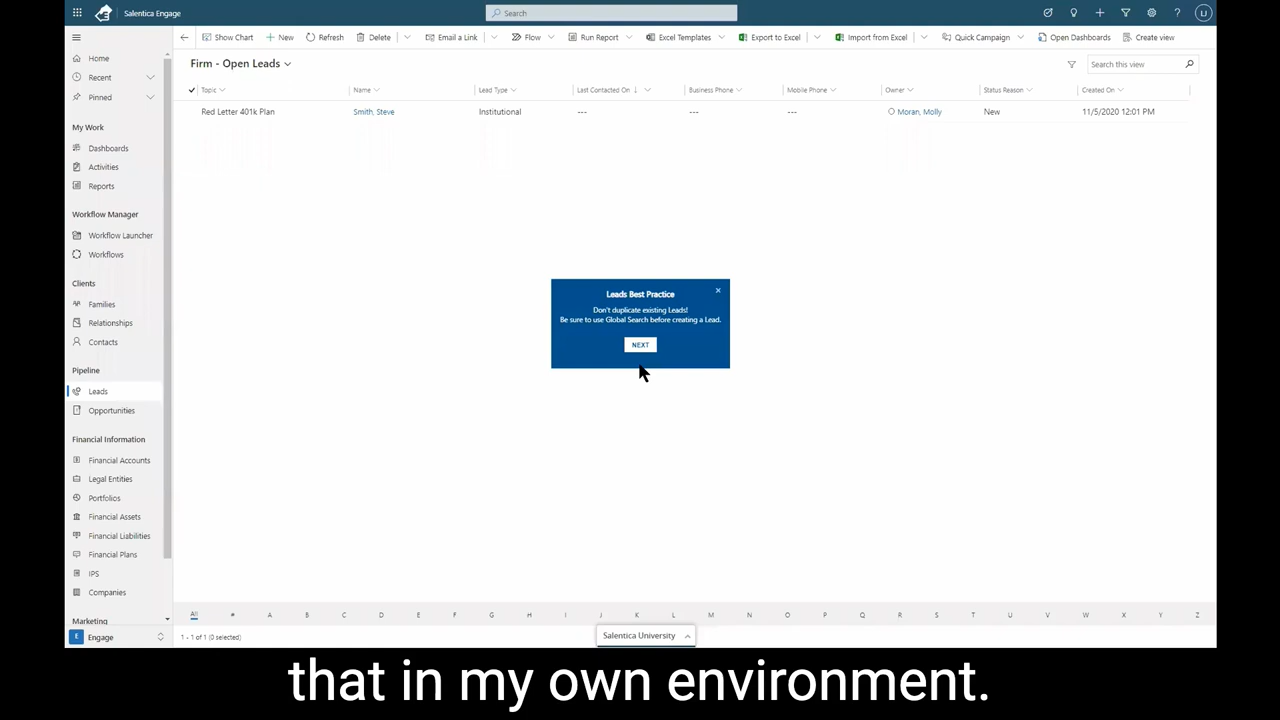 Salentica Engage
Search
Show Chart
New
Refresh
Delete
Email a Link
Flow
Run Report
Excel Templates
Export to Excel
Import from Excel
Quick Campaign
Open Dashboards
Create view
Home
Recent
Pinned
My Work
Dashboards
Activities
Reports
Workflow Manager
Workflow Launcher
Workflows
Clients
Families
Relationships
Contacts
Pipeline
Leads
Opportunities
Financial Information
Financial Accounts
Legal Entities
Portfolios
Financial Assets
Financial Liabilities
Financial Plans
IPS
Companies
Marketing
E Engage
Firm - Open Leads
Search this view
Topic Name Lead Type Last Contacted On ↓ Business Phone Mobile Phone Owner Status Reason Created On
Red Letter 401k Plan Smith, Steve Institutional --- --- --- Moran, Molly New 11/5/2020 12:01 PM
Leads Best Practice
Don't duplicate existing Leads!
Be sure to use Global Search before creating a Lead.
NEXT
All # A B C D E F G H I J K L M N O P Q R S T U V W X Y Z
1 - 1 of 1 (0 selected)
Salentica University
LJ
that in my own environment.